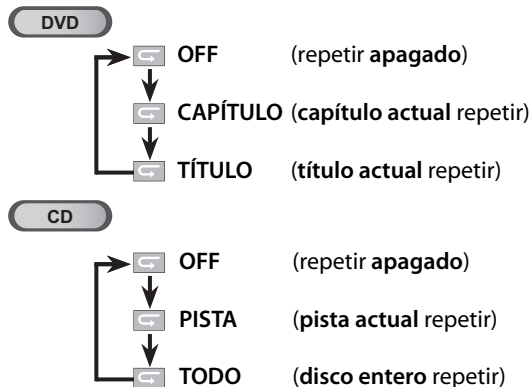 DVD
OFF (repetir apagado)
CAPÍTULO (capítulo actual repetir)
TÍTULO (título actual repetir)
CD
OFF (repetir apagado)
PISTA (pista actual repetir)
TODO (disco entero repetir)